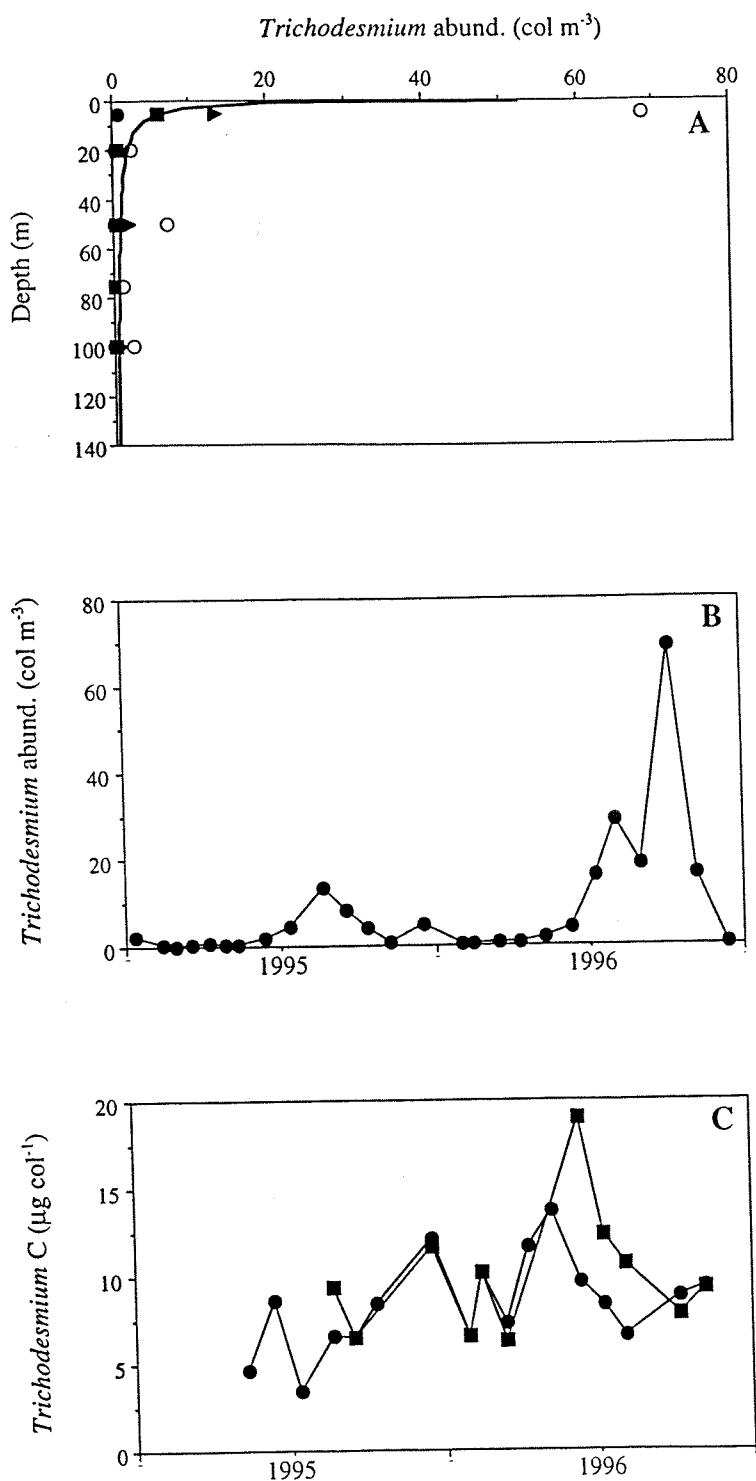 Trichodesmium abund. (col m⁻³)
0 20 40 60 80
A
0
20
40
60
80
100
120
140
Depth (m)
B
80
60
40
20
0
Trichodesmium abund. (col m⁻³)
1995 1996
C
20
15
10
5
0
Trichodesmium C (μg col⁻¹)
1995 1996